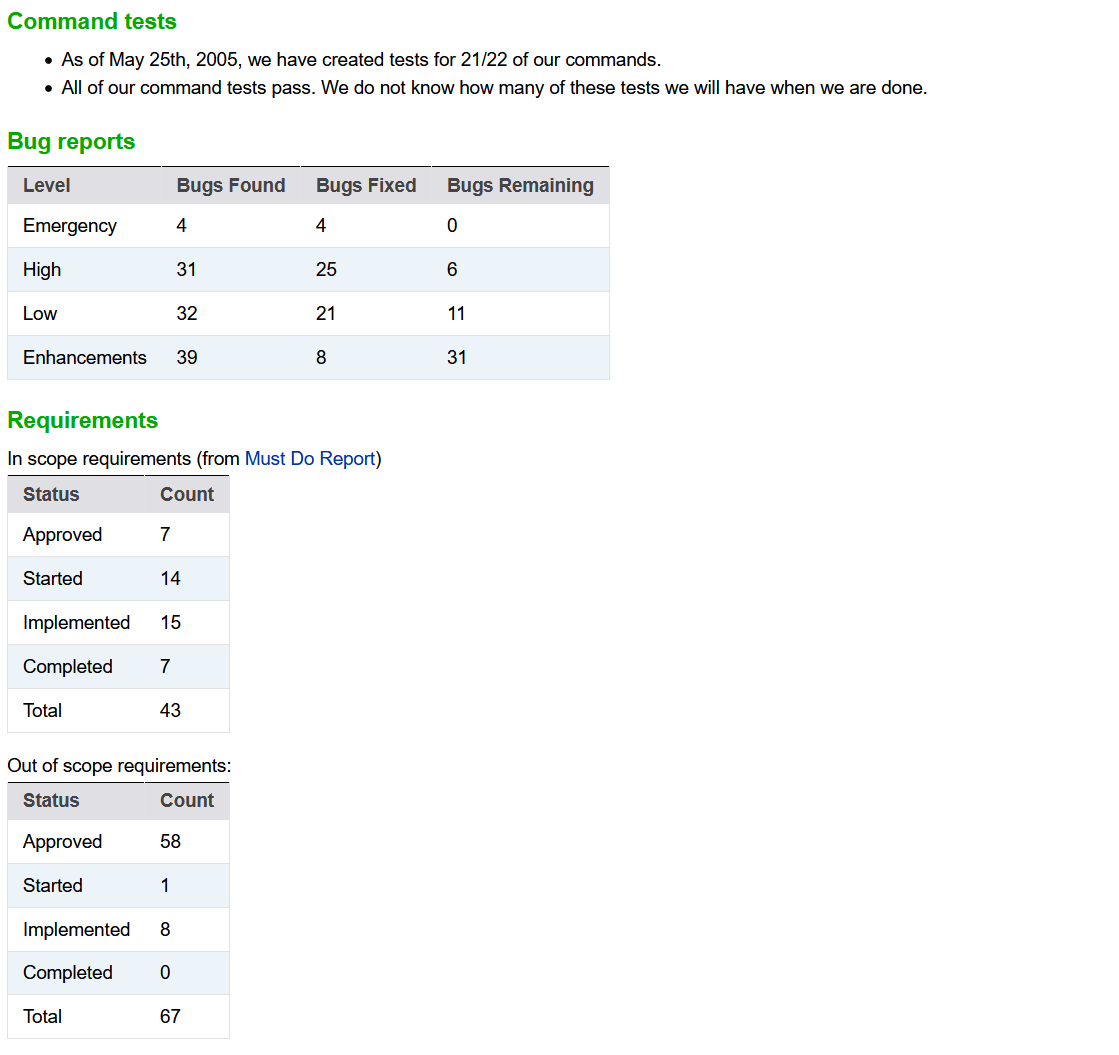 Command tests
As of May 25th, 2005, we have created tests for 21/22 of our commands.
All of our command tests pass. We do not know how many of these tests we will have when we are done.
Bug reports
Level Bugs Found Bugs Fixed Bugs Remaining
Emergency 4 4 0
High 31 25 6
Low 32 21 11
Enhancements 39 8 31
Requirements
In scope requirements (from Must Do Report)
Status Count
Approved 7
Started 14
Implemented 15
Completed 7
Total 43
Out of scope requirements:
Status Count
Approved 58
Started 1
Implemented 8
Completed 0
Total 67